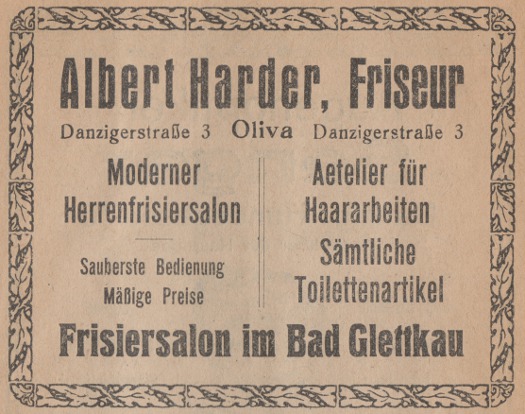 Albert Harder, Friseur
Danzigerstraße 3 Oliva Danzigerstraße 3
Moderner
Herrenfrisiersalon
Sauberste Bedienung
Mäßige Preise
Aetelier für
Haararbeiten
Sämtliche
Toilettenartikel
Frisiersalon im Bad Glettkau